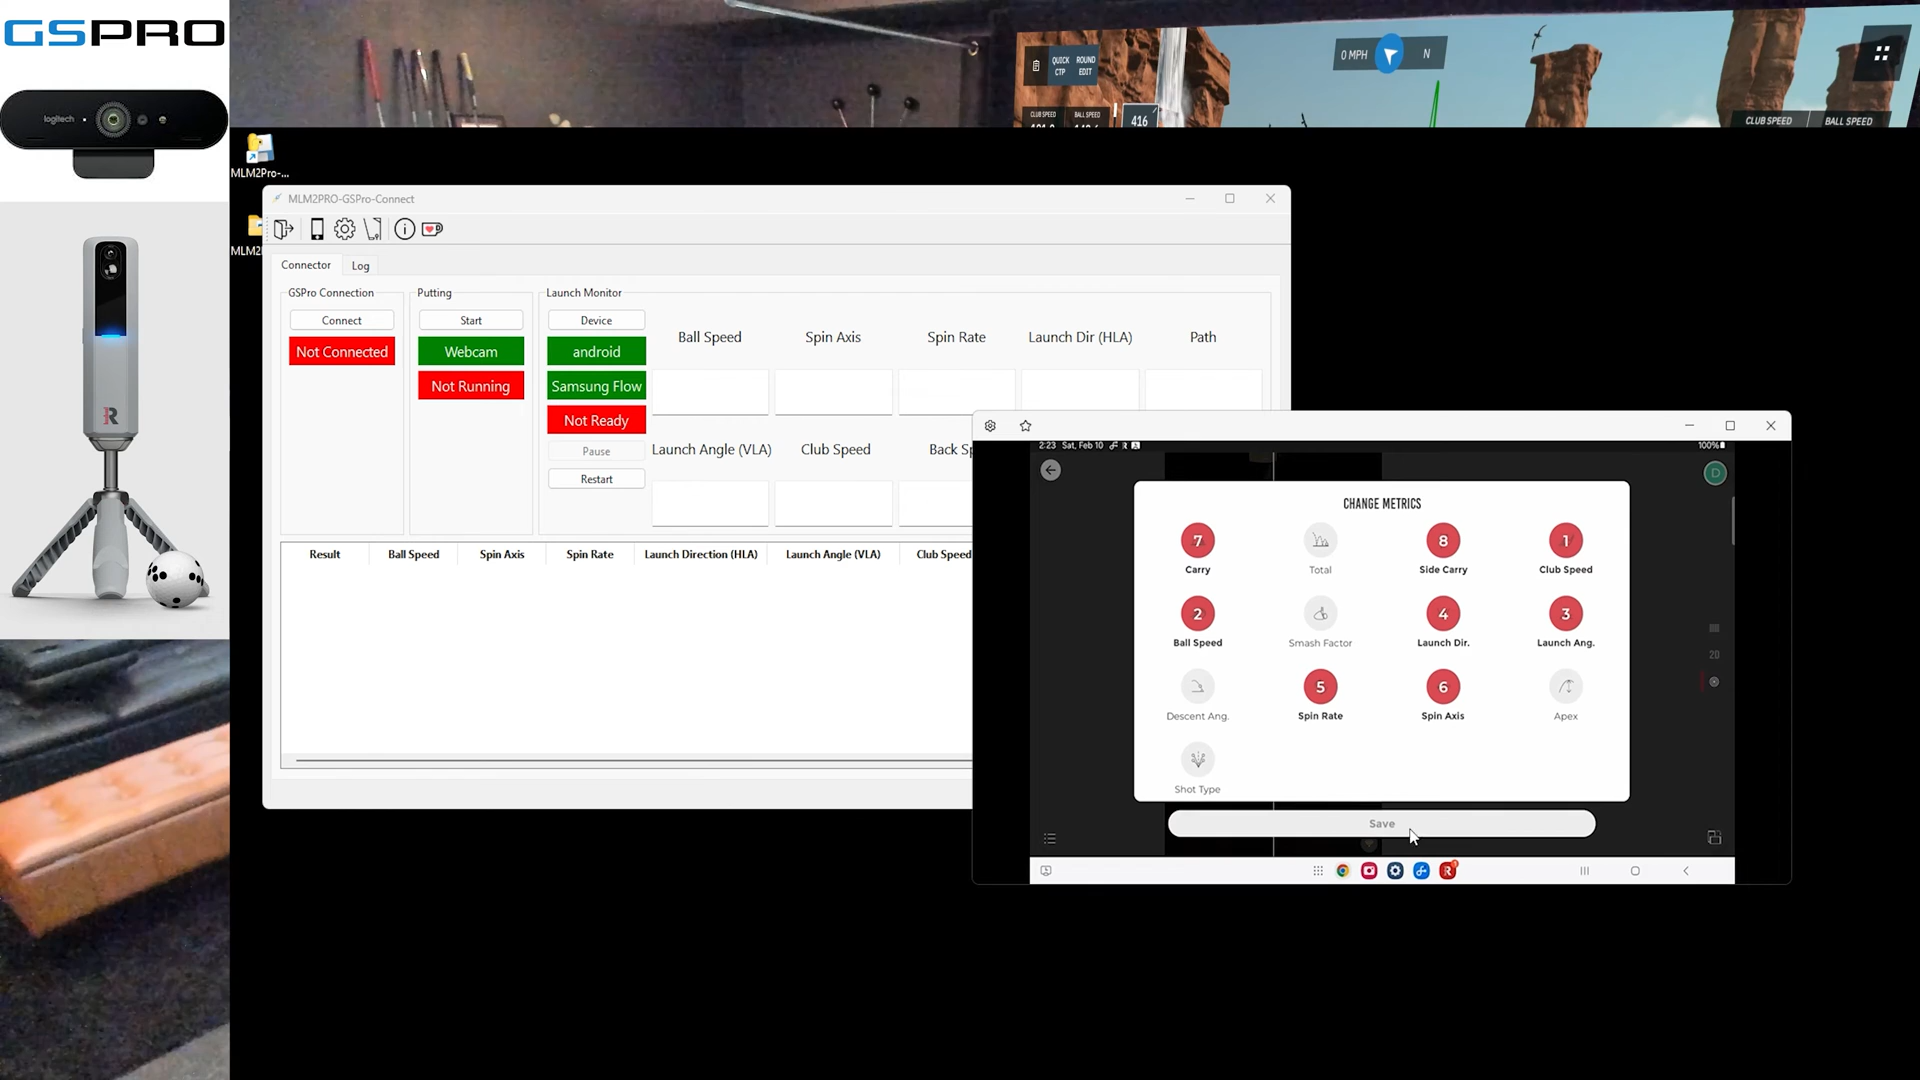 GSPRO
logitech
QUICK CTP
ROUND EDIT
0 MPH
N
CLUB SPEED
BALL SPEED
416
CLUB SPEED
BALL SPEED
MLM2Pro-...
MLM2PRO-GSPro-Connect
Connector
Log
GSPro Connection
Connect
Not Connected
Putting
Start
Webcam
Not Running
Launch Monitor
Device
android
Samsung Flow
Not Ready
Pause
Restart
Ball Speed
Spin Axis
Spin Rate
Launch Dir (HLA)
Path
Launch Angle (VLA)
Club Speed
Back Sp
Result
Ball Speed
Spin Axis
Spin Rate
Launch Direction (HLA)
Launch Angle (VLA)
Club Speed
2:23 Sat, Feb 10
100%
D
CHANGE METRICS
7
Carry
Total
8
Side Carry
1
Club Speed
2
Ball Speed
Smash Factor
4
Launch Dir.
3
Launch Ang.
Descent Ang.
5
Spin Rate
6
Spin Axis
Apex
Shot Type
Save
2D
R